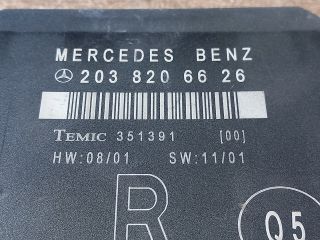 MERCEDES BENZ
203 820 66 26
TEMIC 351391 [00]
HW:08/01 SW:11/01
R
Q5